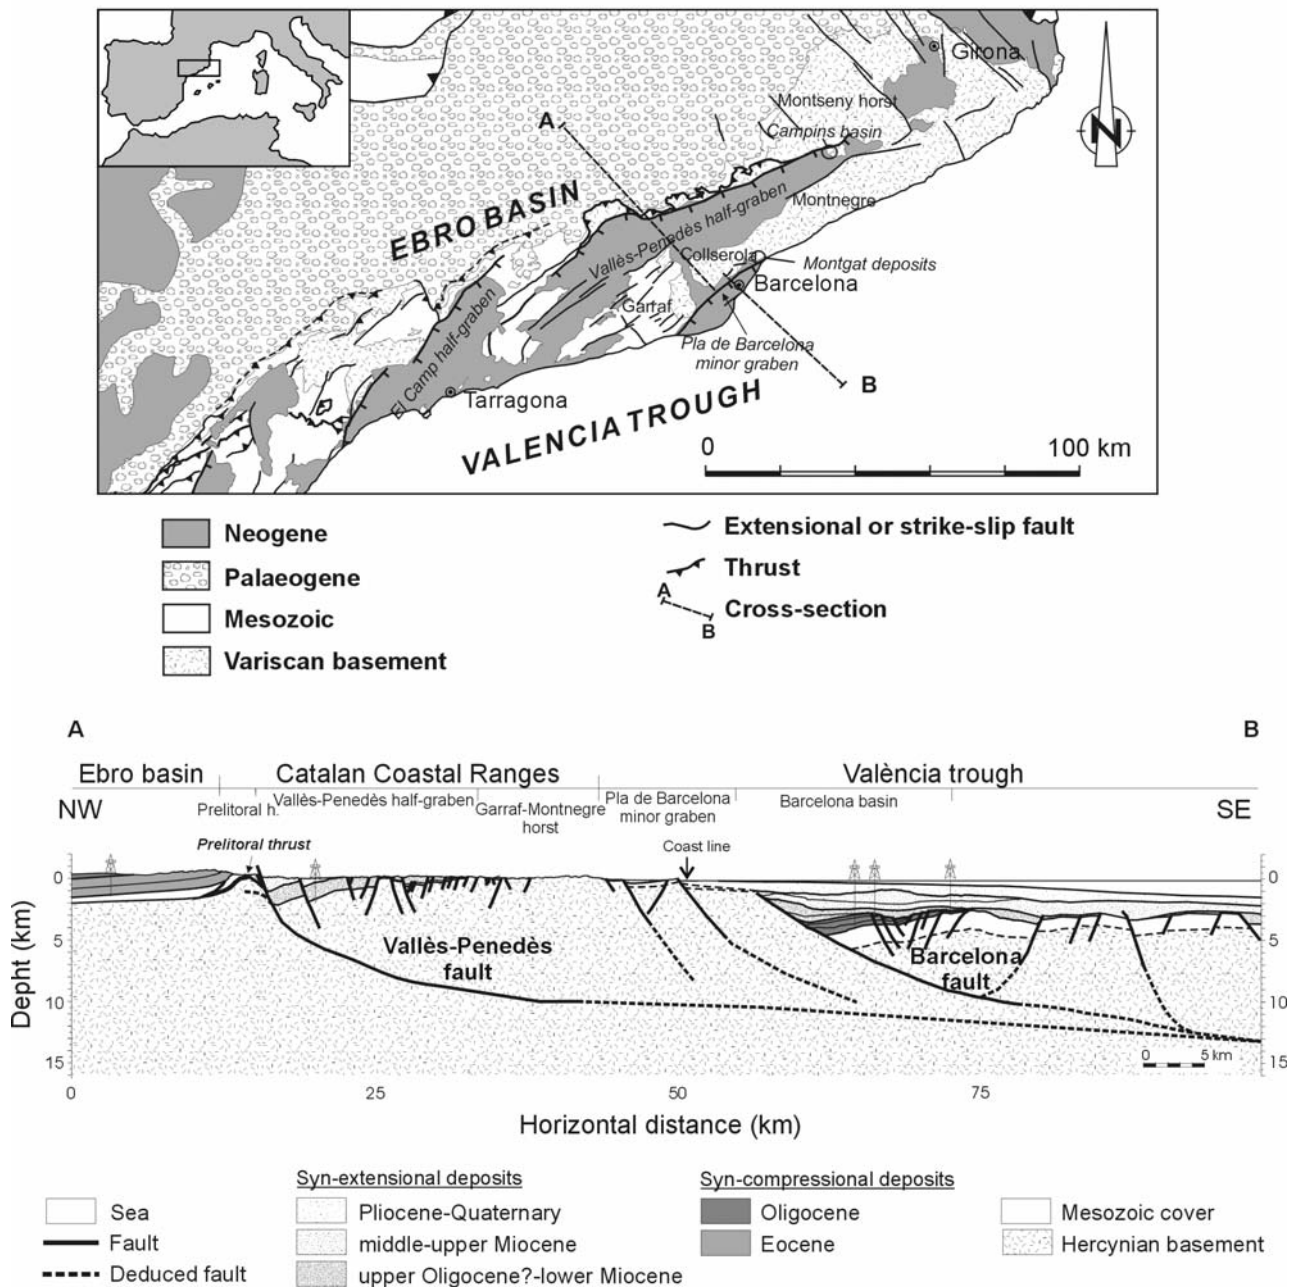 Girona
Montseny horst
A
Campins basin
N
EBRO BASIN
Vallès-Penedès half-graben
Montnegre
Collserola
Montgat deposits
Barcelona
Garraf
El Camp half-graben
Pla de Barcelona
minor graben
B
Tarragona
VALENCIA TROUGH
0 100 km
Neogene
Palaeogene
Mesozoic
Variscan basement
Extensional or strike-slip fault
Thrust
A
B
Cross-section
A B
Ebro basin Catalan Coastal Ranges València trough
NW Prelitoral h. Vallès-Penedès half-graben Garraf-Montnegre
horst Pla de Barcelona
minor graben Barcelona basin SE
Prelitoral thrust Coast line
0 0
Depht (km)
5 5
Vallès-Penedès
fault
Barcelona
fault
10 10
0 5 km
15 15
0 25 50 75
Horizontal distance (km)
Sea
Fault
Deduced fault
Syn-extensional deposits
Pliocene-Quaternary
middle-upper Miocene
upper Oligocene?-lower Miocene
Syn-compressional deposits
Oligocene
Eocene
Mesozoic cover
Hercynian basement